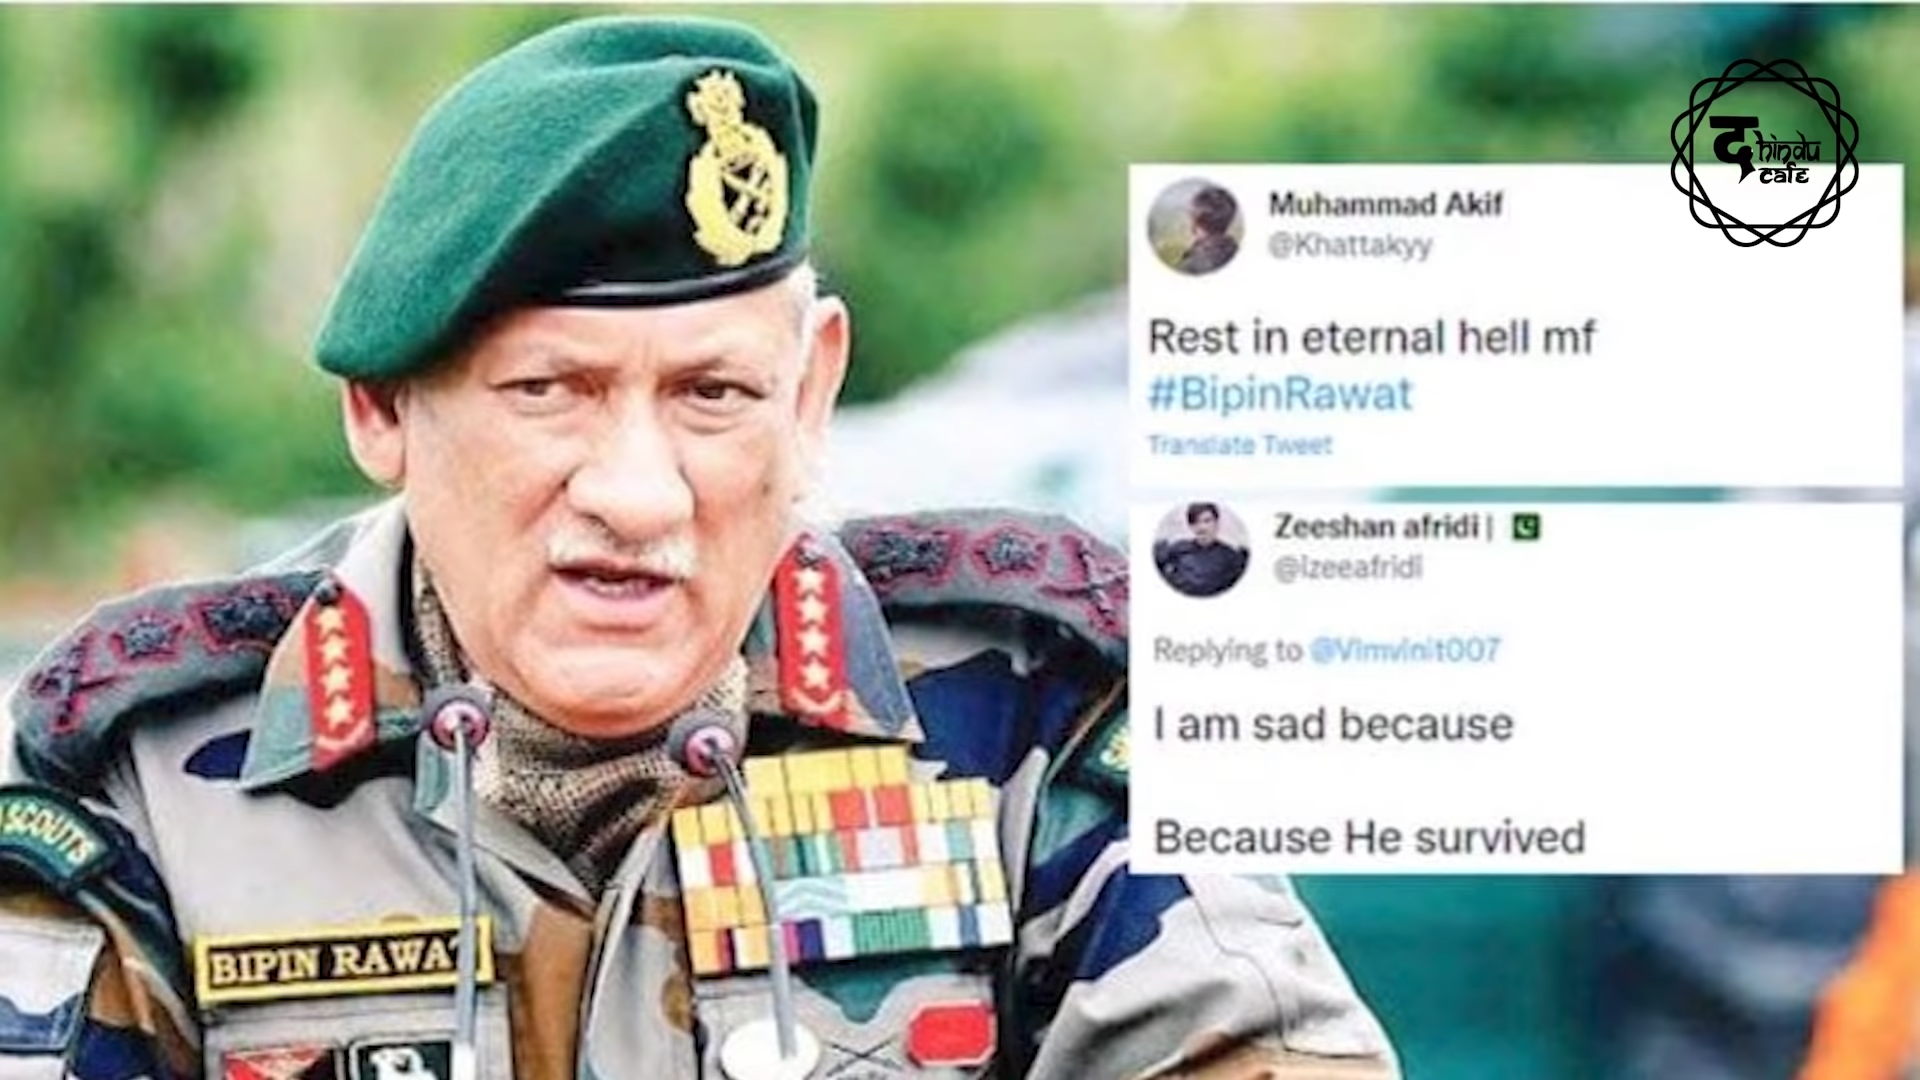 द hindu
cafe
Muhammad Akif
@Khattakyy
Rest in eternal hell mf
#BipinRawat
Translate Tweet
Zeeshan afridi |
@izeeafridi
Replying to @Vimvinit007
I am sad because
Because He survived
SCOUTS
BIPIN RAWAT